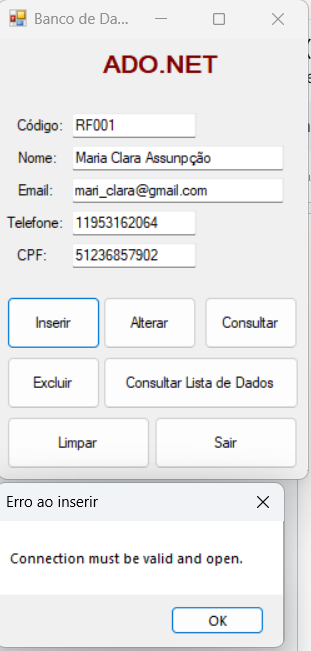 Banco de Da...
ADO.NET
Código: RF001
Nome: Maria Clara Assunpção
Email: mari_clara@gmail.com
Telefone: 11953162064
CPF: 51236857902
Inserir Alterar Consultar
Excluir Consultar Lista de Dados
Limpar Sair
Erro ao inserir
Connection must be valid and open.
OK